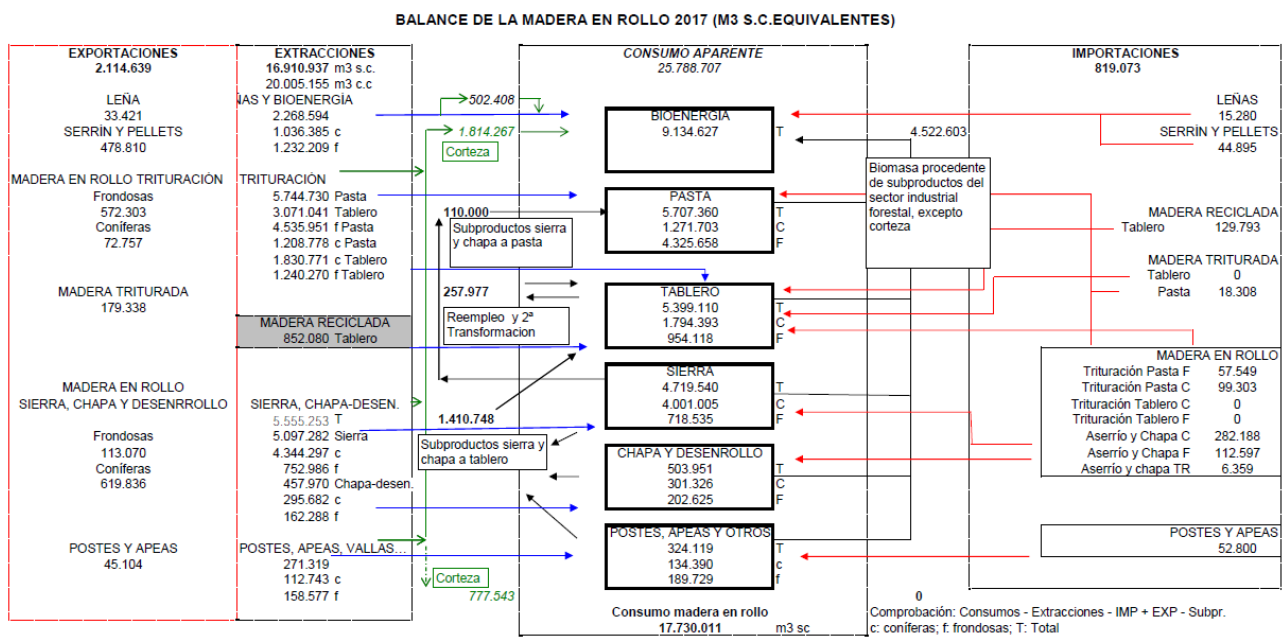 BALANCE DE LA MADERA EN ROLLO 2017 (M3 S.C.EQUIVALENTES)
EXPORTACIONES
2.114.639
LEÑA
33.421
SERRÍN Y PELLETS
478.810
MADERA EN ROLLO TRITURACIÓN
Frondosas
572.303
Coníferas
72.757
MADERA TRITURADA
179.338
MADERA EN ROLLO
SIERRA, CHAPA Y DESENRROLLO
Frondosas
113.070
Coníferas
619.836
POSTES Y APEAS
45.104
EXTRACCIONES
16.910.937 m3 s.c.
20.005.155 m3 c.c
ÑAS Y BIOENERGÍA
2.268.594
1.036.385 c
1.232.209 f
TRITURACIÓN
5.744.730 Pasta
3.071.041 Tablero
4.535.951 f Pasta
1.208.778 c Pasta
1.830.771 c Tablero
1.240.270 f Tablero
MADERA RECICLADA
852.080 Tablero
SIERRA, CHAPA-DESEN.
5.555.253 T
5.097.282 Sierra
4.344.297 c
752.986 f
457.970 Chapa-desen.
295.682 c
162.288 f
POSTES, APEAS, VALLAS...
271.319
112.743 c
158.577 f
502.408
1.814.267
Corteza
110.000
Subproductos sierra
y chapa a pasta
257.977
Reempleo y 2ª
Transformacion
1.410.748
Subproductos sierra y
chapa a tablero
Corteza
777.543
CONSUMO APARENTE
25.788.707
BIOENERGÍA
9.134.627 T
PASTA
5.707.360 T
1.271.703 C
4.325.658 F
TABLERO
5.399.110 T
1.794.393 C
954.118 F
SIERRA
4.719.540 T
4.001.005 C
718.535 F
CHAPA Y DESENROLLO
503.951 T
301.326 C
202.625 F
POSTES, APEAS Y OTROS
324.119 T
134.390 c
189.729 f
Consumo madera en rollo
17.730.011 m3 sc
4.522.603
Biomasa procedente
de subproductos del
sector industrial
forestal, excepto
corteza
IMPORTACIONES
819.073
LEÑAS
15.280
SERRÍN Y PELLETS
44.895
MADERA RECICLADA
Tablero 129.793
MADERA TRITURADA
Tablero 0
Pasta 18.308
MADERA EN ROLLO
Trituración Pasta F 57.549
Trituración Pasta C 99.303
Trituración Tablero C 0
Trituración Tablero F 0
Aserrío y Chapa C 282.188
Aserrío y Chapa F 112.597
Aserrío y chapa TR 6.359
POSTES Y APEAS
52.800
0
Comprobación: Consumos - Extracciones - IMP + EXP - Subpr.
c: coníferas; f: frondosas; T: Total